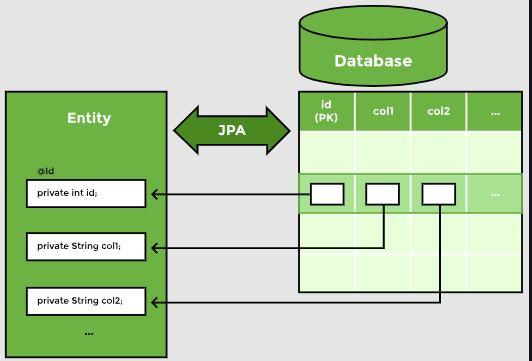 Database
Entity
JPA
id
(PK)
col1
col2
...
@Id
private int id;
...
private String col1;
private String col2;
...